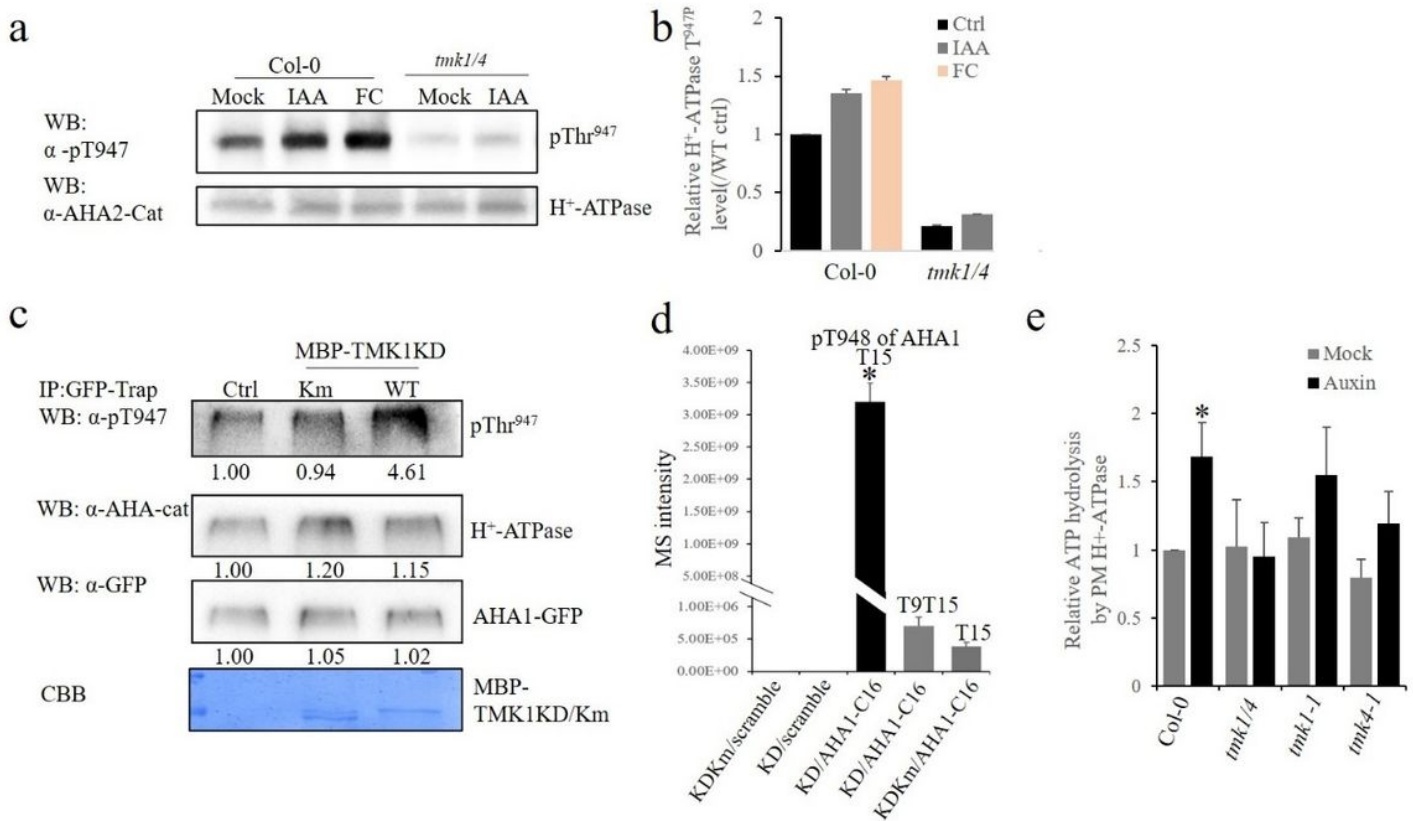 a
Col-0
tmk1/4
Mock IAA FC Mock IAA
WB:
α -pT947
pThr⁹⁴⁷
WB:
α-AHA2-Cat
H⁺-ATPase
b
Relative H⁺-ATPase T⁹⁴⁷ᴾ
level(/WT ctrl)
2
1.5
1
0.5
0
Ctrl
IAA
FC
Col-0 tmk1/4
c
MBP-TMK1KD
IP:GFP-Trap Ctrl Km WT
WB: α-pT947
pThr⁹⁴⁷
1.00 0.94 4.61
WB: α-AHA-cat
H⁺-ATPase
1.00 1.20 1.15
WB: α-GFP
AHA1-GFP
1.00 1.05 1.02
CBB
MBP-
TMK1KD/Km
d
pT948 of AHA1
T15
*
MS intensity
4.00E+09
3.50E+09
3.00E+09
2.50E+09
2.00E+09
1.50E+09
1.00E+09
5.00E+08
1.00E+06
5.00E+05
0.00E+00
T9T15
T15
KDKm/scramble
KD/scramble
KD/AHA1-C16
KD/AHA1-C16
KDKm/AHA1-C16
e
Relative ATP hydrolysis
by PM H+-ATPase
2.5
2
1.5
1
0.5
0
Mock
Auxin
*
Col-0
tmk1/4
tmk1-1
tmk4-1